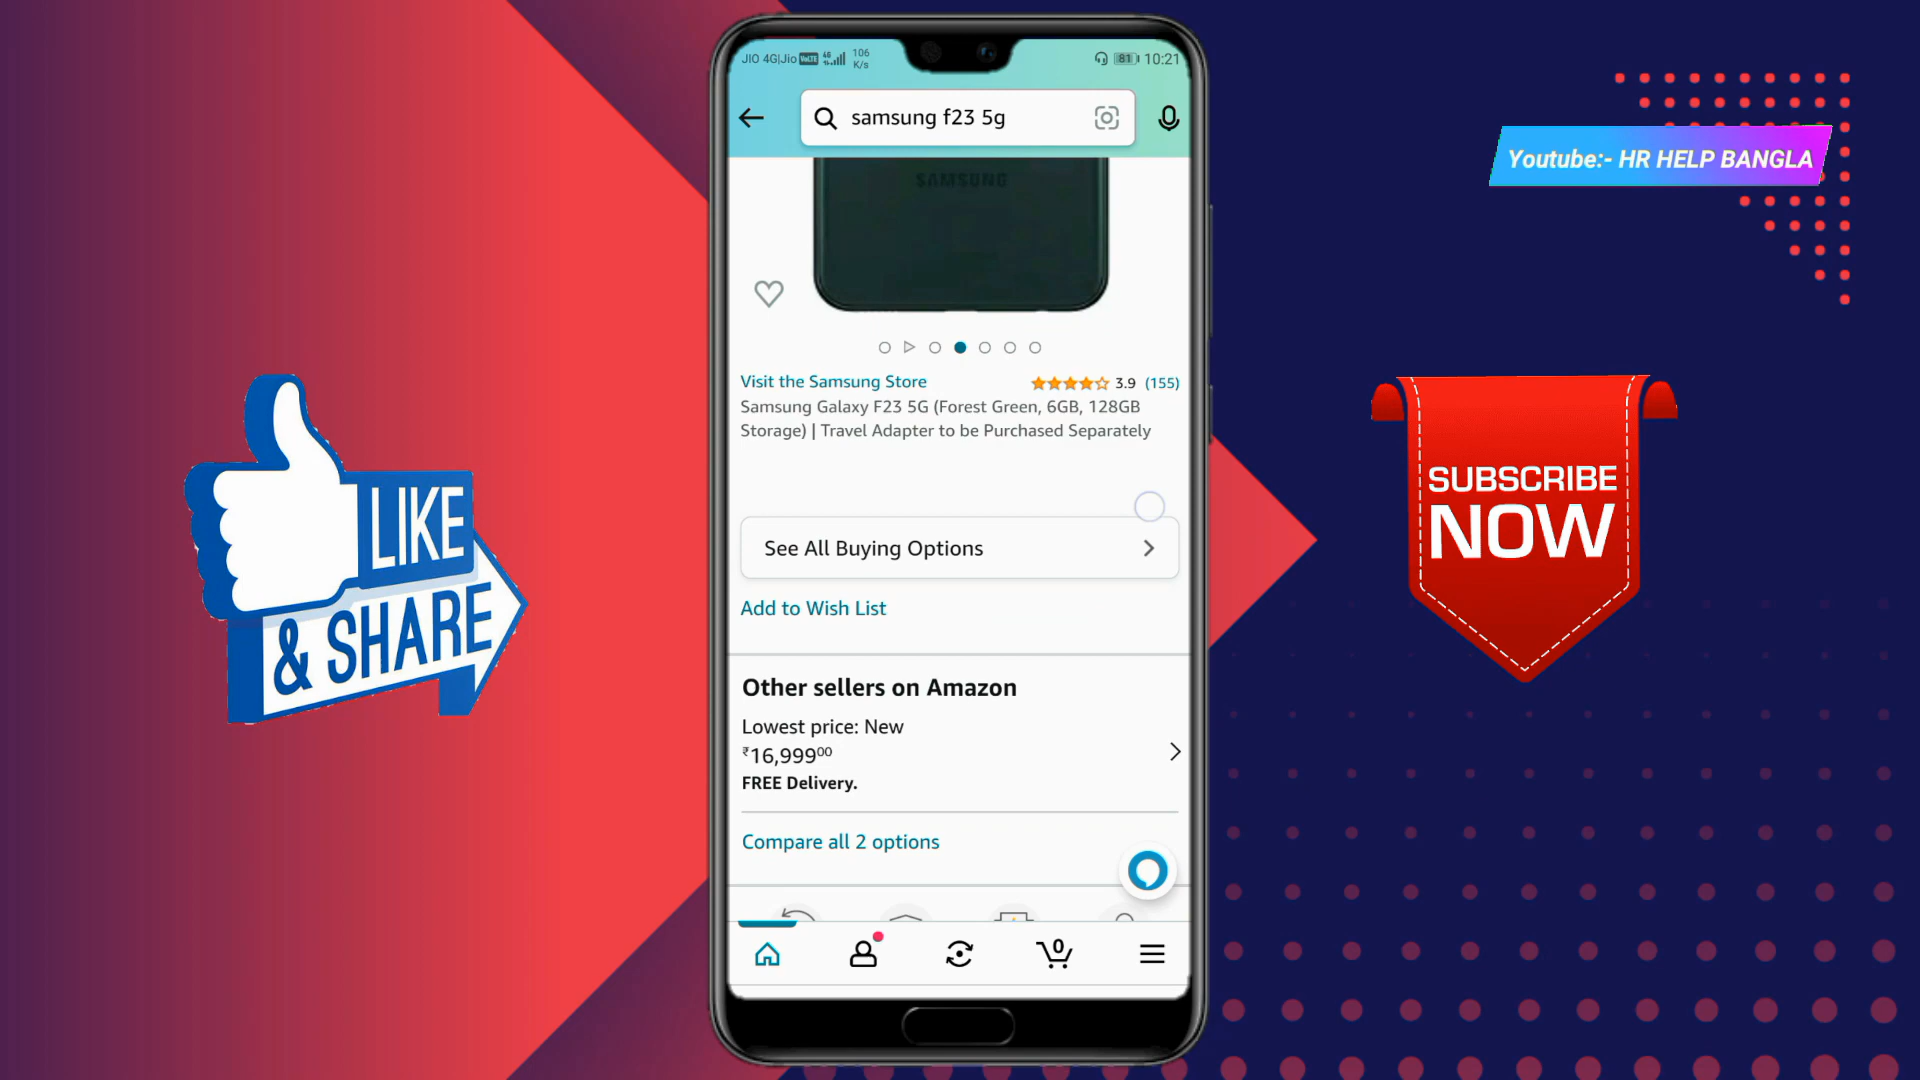 JIO 4G|Jio VoLTE 4G 106 K/s 81 10:21
samsung f23 5g
SAMSUNG
Youtube:- HR HELP BANGLA
Visit the Samsung Store 3.9 (155)
Samsung Galaxy F23 5G (Forest Green, 6GB, 128GB
Storage) | Travel Adapter to be Purchased Separately
See All Buying Options
Add to Wish List
Other sellers on Amazon
Lowest price: New
₹16,99900
FREE Delivery.
Compare all 2 options
0
LIKE
& SHARE
SUBSCRIBE
NOW